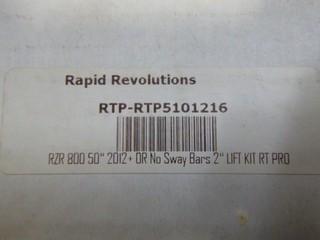 Rapid Revolutions
RTP-RTP5101216
RZR 800 50" 2012+ OR No Sway Bars 2" LIFT KIT RT PRO